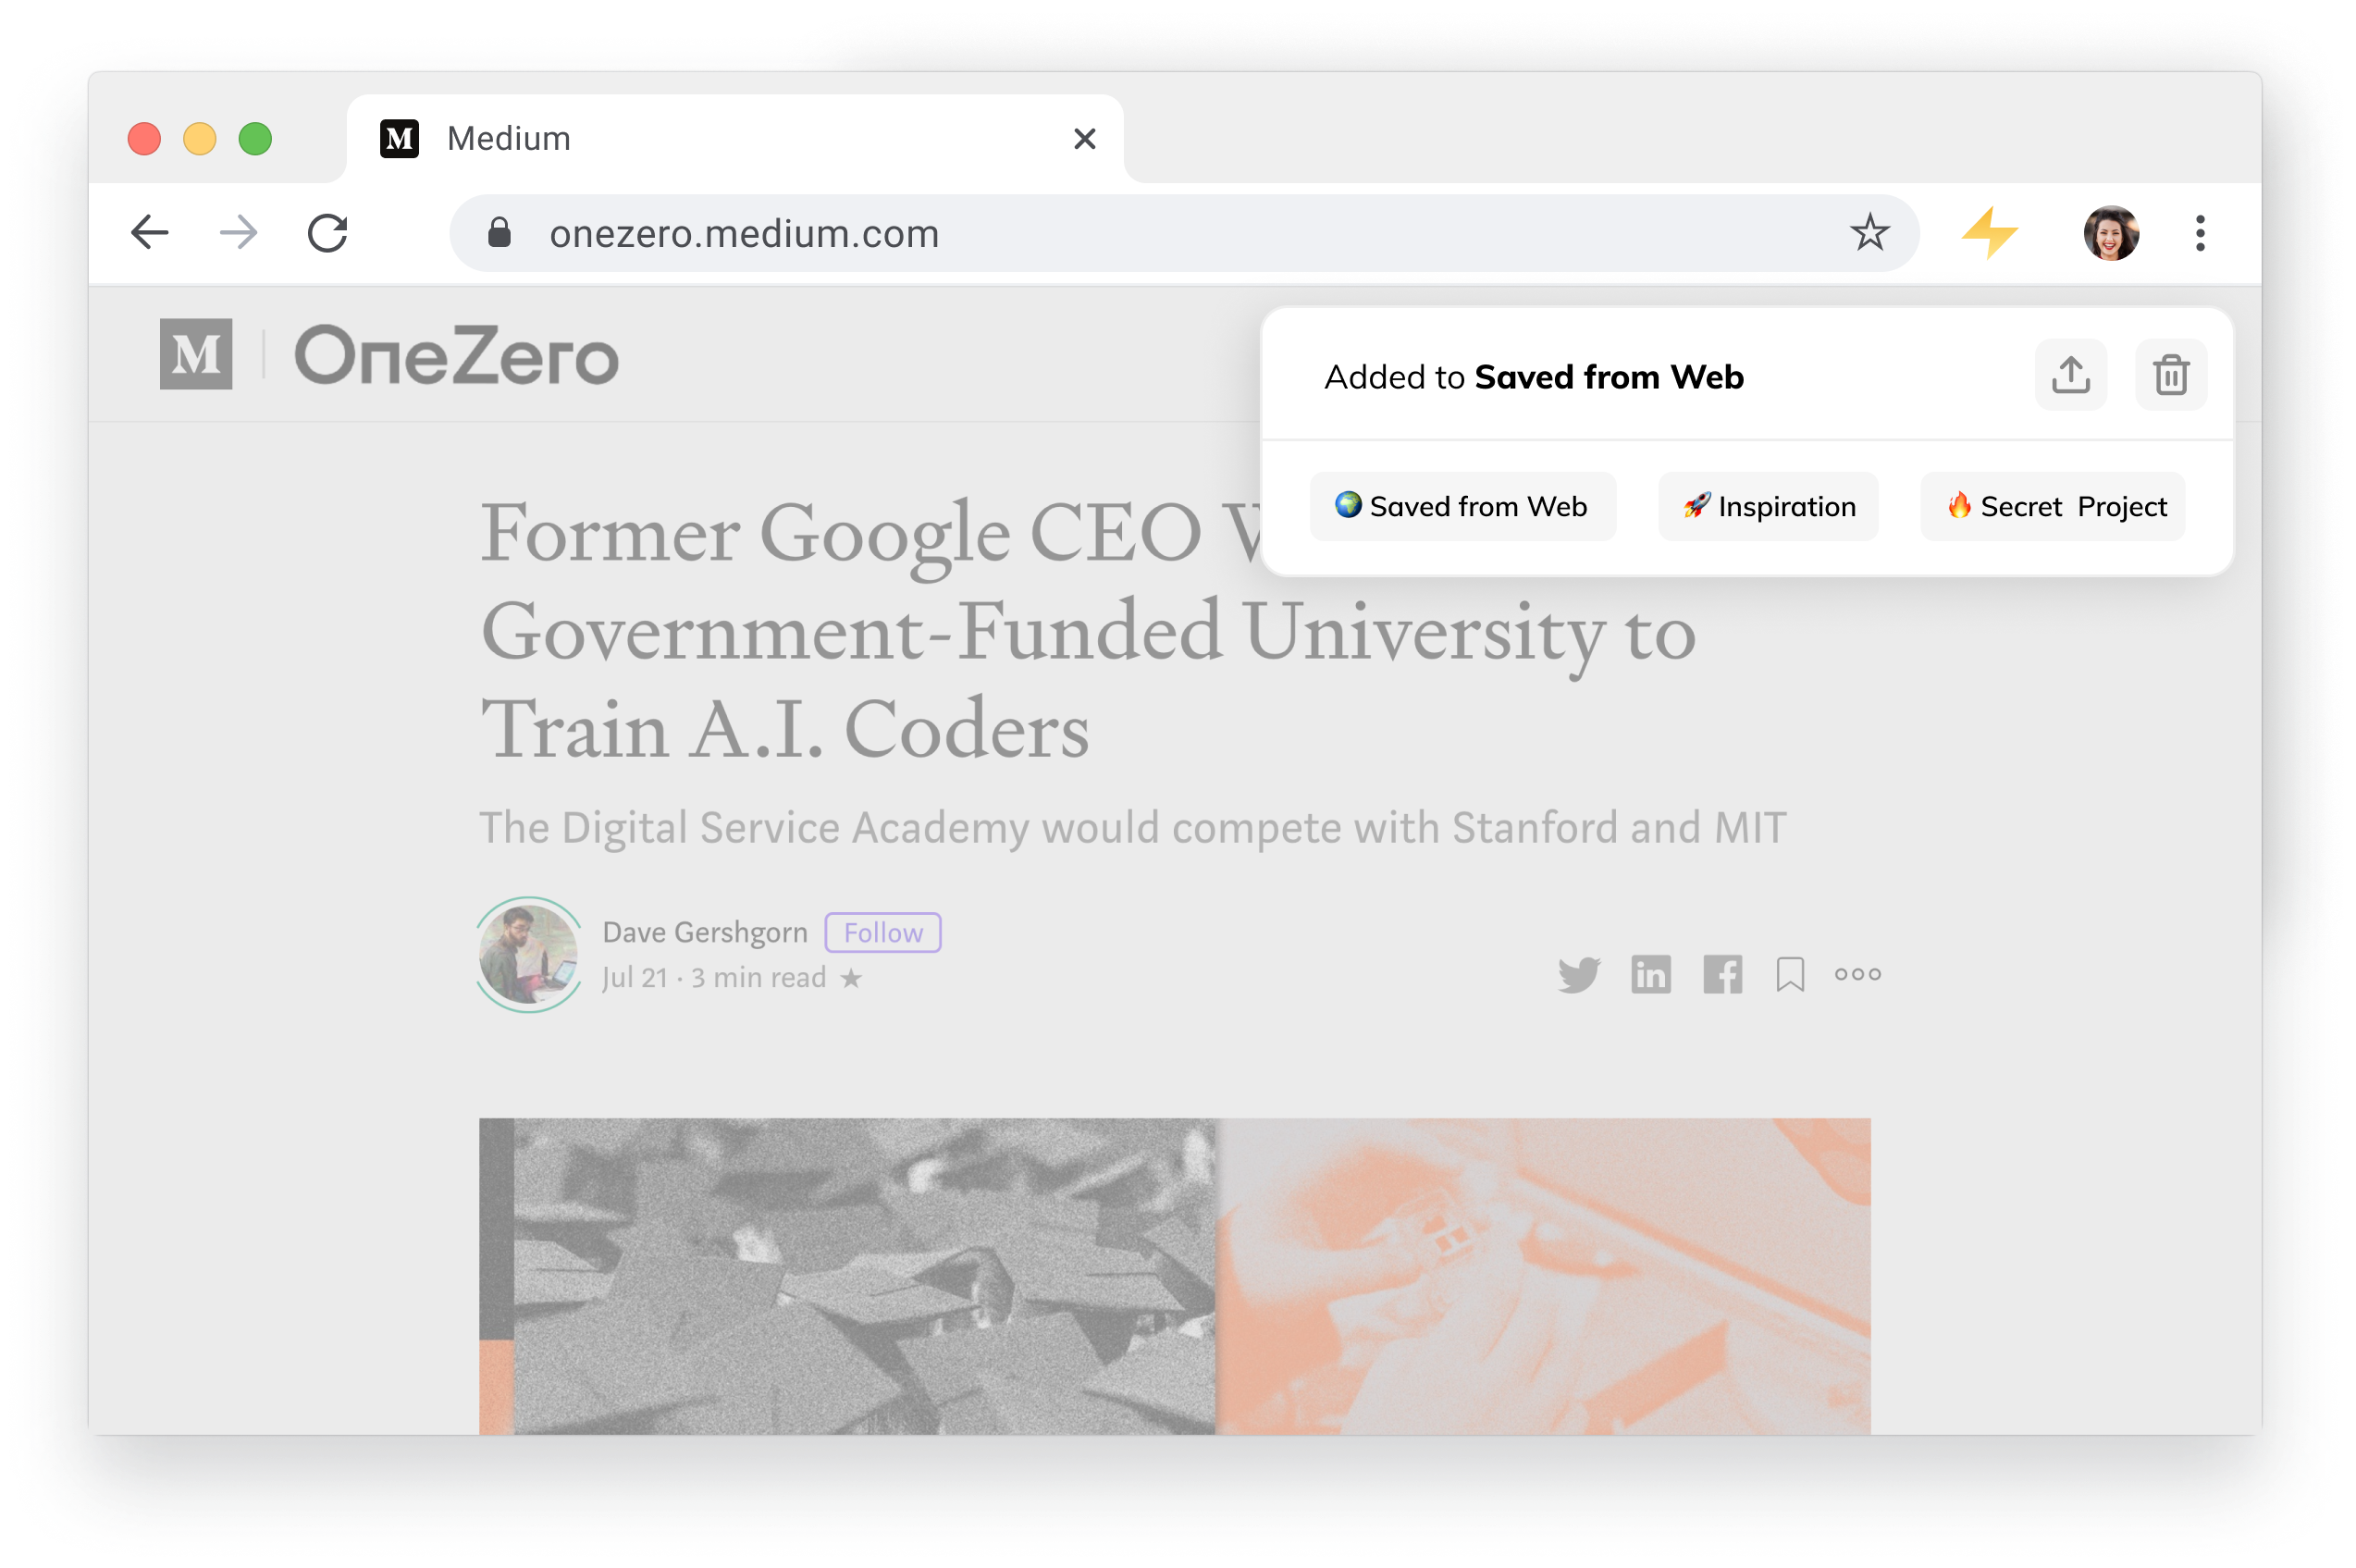 Medium
onezero.medium.com
M OneZero
Added to Saved from Web
🌍 Saved from Web 🚀 Inspiration 🔥 Secret Project
Former Google CEO
Government-Funded University to
Train A.I. Coders
The Digital Service Academy would compete with Stanford and MIT
Dave Gershgorn Follow
Jul 21 · 3 min read ★